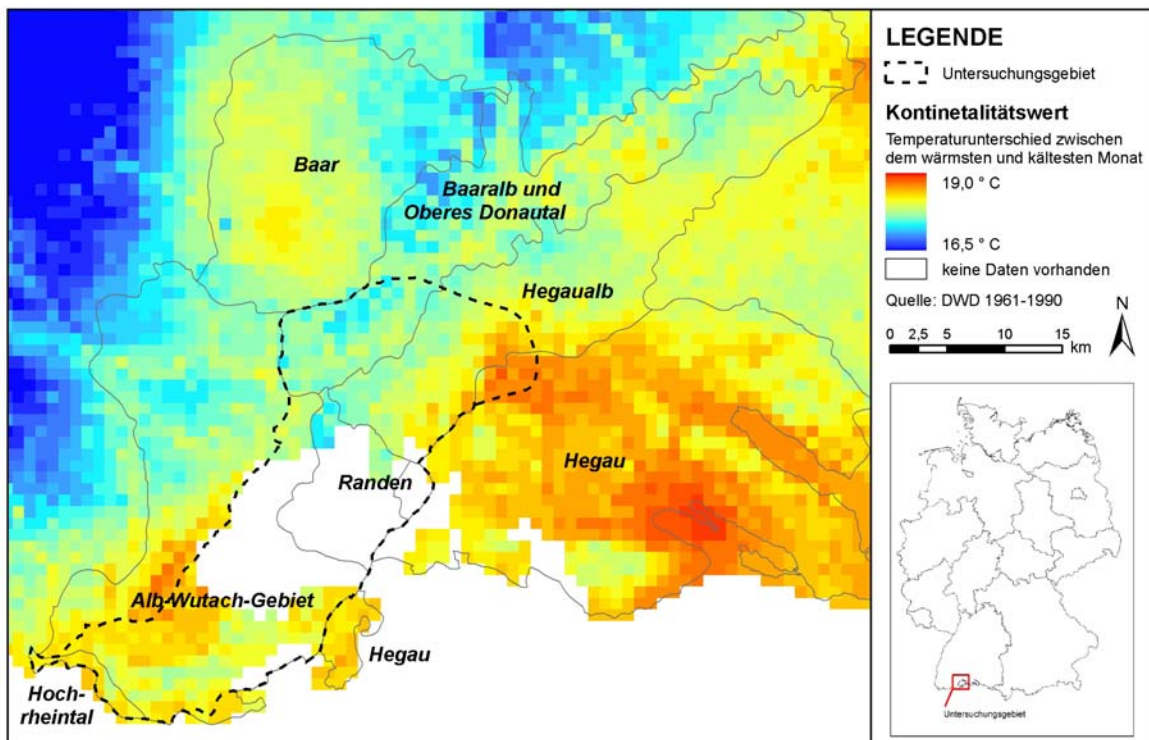 Baar
Baaralb und
Oberes Donautal
Hegaualb
Hegau
Randen
Alb-Wutach-Gebiet
Hegau
Hoch-
rheintal
LEGENDE
Untersuchungsgebiet
Kontinetalitätswert
Temperaturunterschied zwischen
dem wärmsten und kältesten Monat
19,0 ° C
16,5 ° C
keine Daten vorhanden
Quelle: DWD 1961-1990
N
0 2,5 5 10 15
km
Untersuchungsgebiet